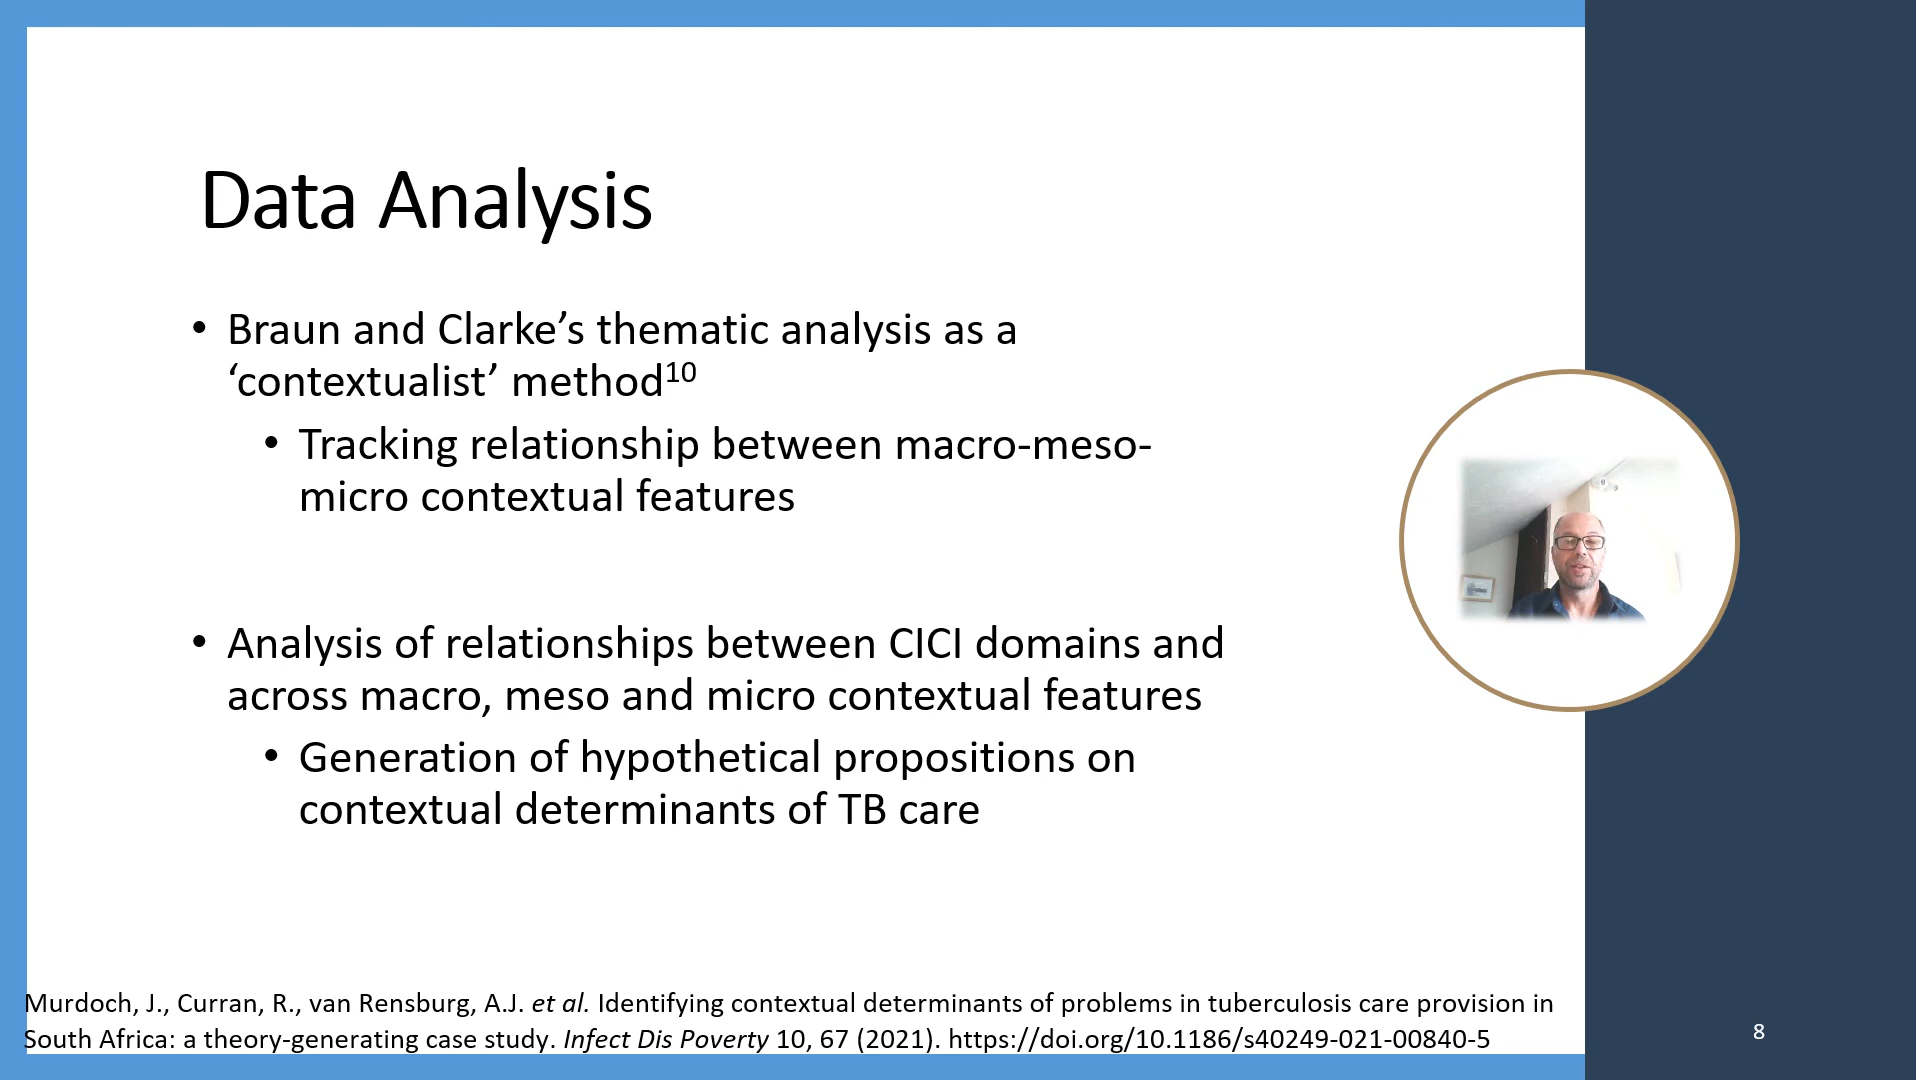 Data Analysis
• Braun and Clarke’s thematic analysis as a
‘contextualist’ method10
• Tracking relationship between macro-meso-
micro contextual features
• Analysis of relationships between CICI domains and
across macro, meso and micro contextual features
• Generation of hypothetical propositions on
contextual determinants of TB care
Murdoch, J., Curran, R., van Rensburg, A.J. et al. Identifying contextual determinants of problems in tuberculosis care provision in
South Africa: a theory-generating case study. Infect Dis Poverty 10, 67 (2021). https://doi.org/10.1186/s40249-021-00840-5
8